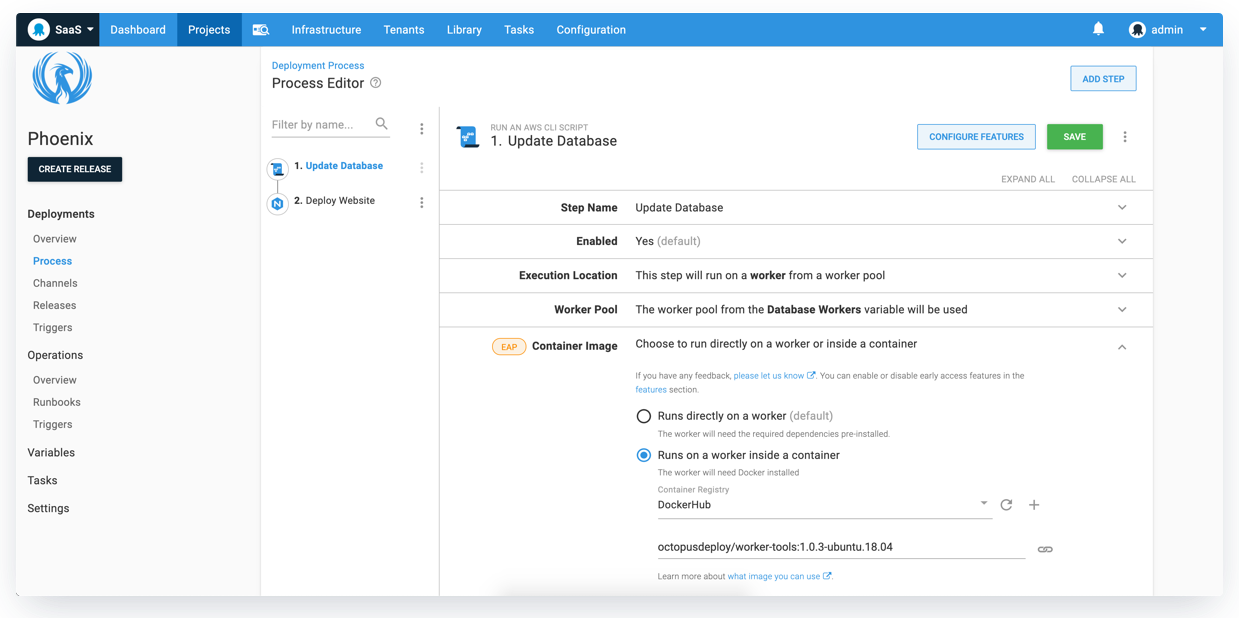 SaaS Dashboard Projects Infrastructure Tenants Library Tasks Configuration admin
Phoenix
CREATE RELEASE
Deployments
Overview
Process
Channels
Releases
Triggers
Operations
Overview
Runbooks
Triggers
Variables
Tasks
Settings
Deployment Process
Process Editor ?
ADD STEP
Filter by name...
1. Update Database
2. Deploy Website
RUN AN AWS CLI SCRIPT
1. Update Database
CONFIGURE FEATURES SAVE
EXPAND ALL COLLAPSE ALL
Step Name Update Database
Enabled Yes (default)
Execution Location This step will run on a worker from a worker pool
Worker Pool The worker pool from the Database Workers variable will be used
EAP Container Image Choose to run directly on a worker or inside a container
If you have any feedback, please let us know. You can enable or disable early access features in the
features section.
Runs directly on a worker (default)
The worker will need the required dependencies pre-installed.
Runs on a worker inside a container
The worker will need Docker installed
Container Registry
DockerHub
octopusdeploy/worker-tools:1.0.3-ubuntu.18.04
Learn more about what image you can use.